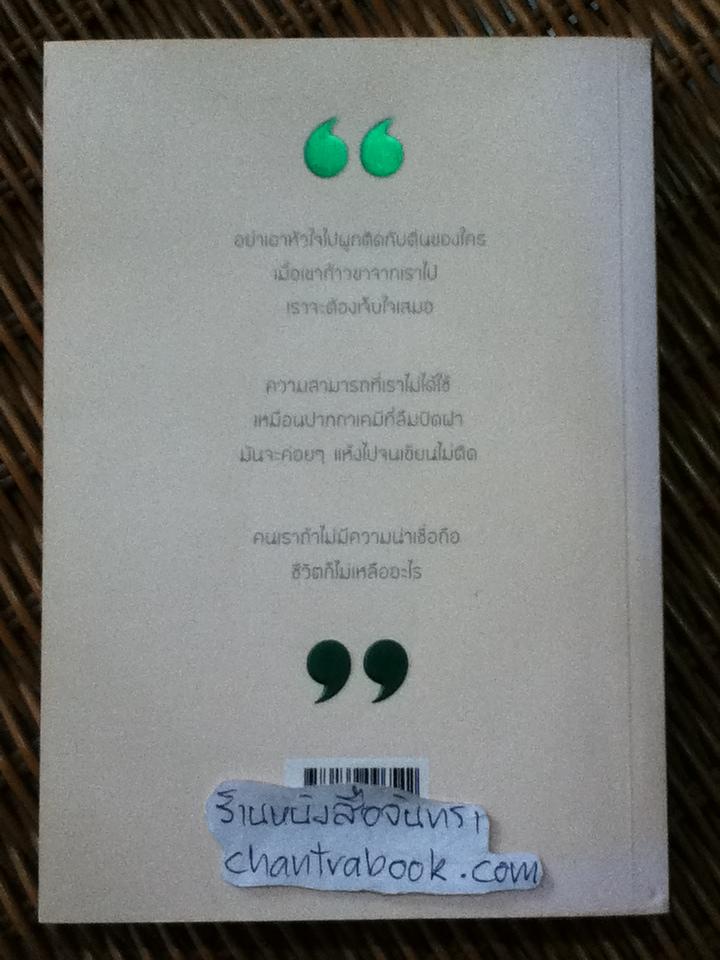 อย่าเอาหัวใจไปผูกติดกับตีนของใคร
เมื่อเขาก้าวขาจากเราไป
เราจะต้องเจ็บใจเสมอ
ความสามารถที่เราไม่ได้ใช้
เหมือนปากกาเคมีที่ลืมปิดฝา
มันจะค่อยๆ แห้งไปจนเขียนไม่ติด
คนเราถ้าไม่มีความน่าเชื่อถือ
ชีวิตก็ไม่เหลืออะไร
ร้านหนังสือจันทรา
chantrabook.com